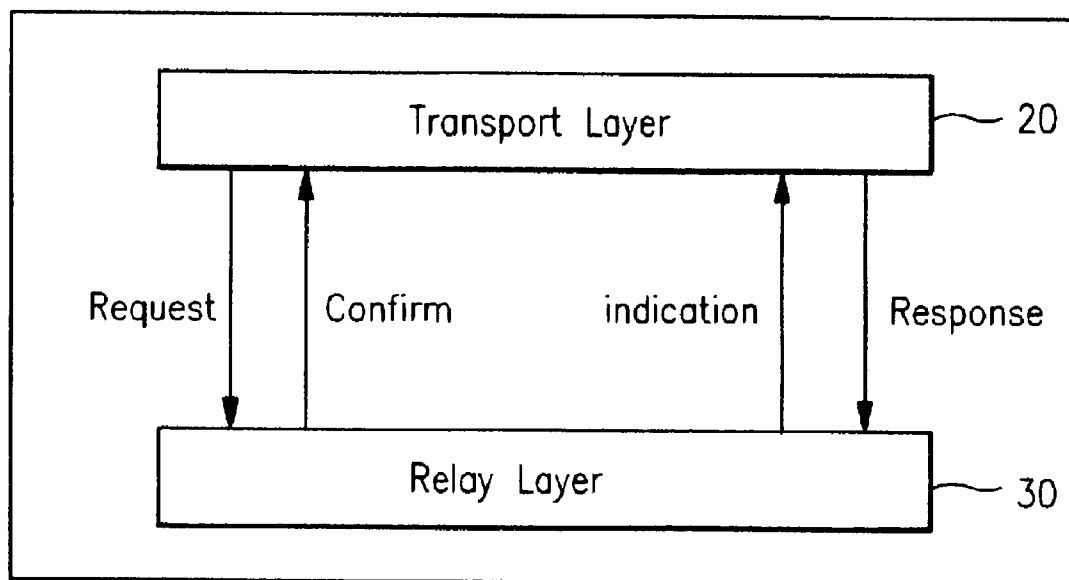 Transport Layer
20
Request
Confirm
indication
Response
Relay Layer
30